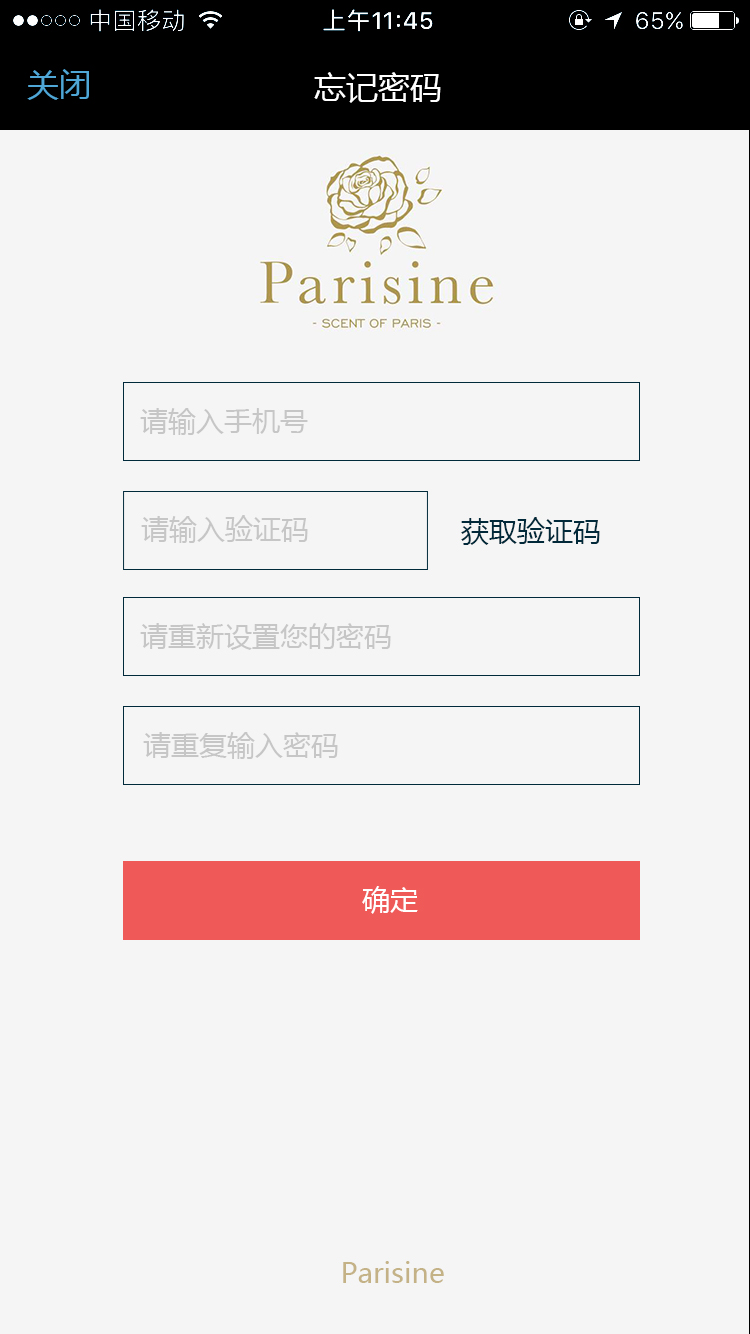 中国移动 上午11:45 65%
关闭 忘记密码
Parisine
- SCENT OF PARIS -
请输入手机号
请输入验证码 获取验证码
请重新设置您的密码
请重复输入密码
确定
Parisine